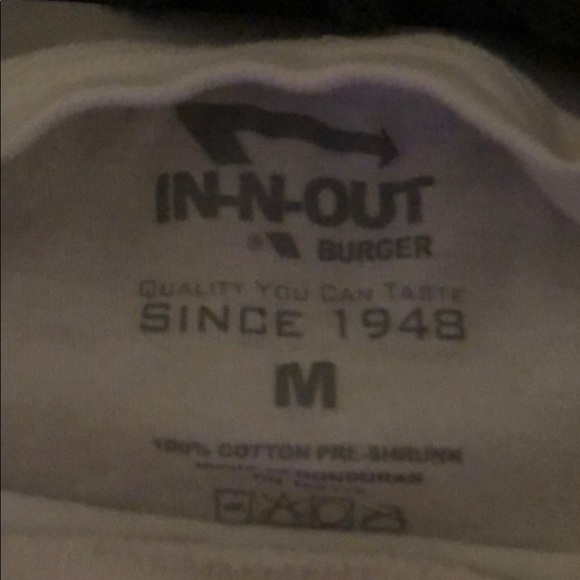 IN-N-OUT
® BURGER
QUALITY YOU CAN TASTE
SINCE 1948
M
100% COTTON PRE-SHRUNK
HONDURAS